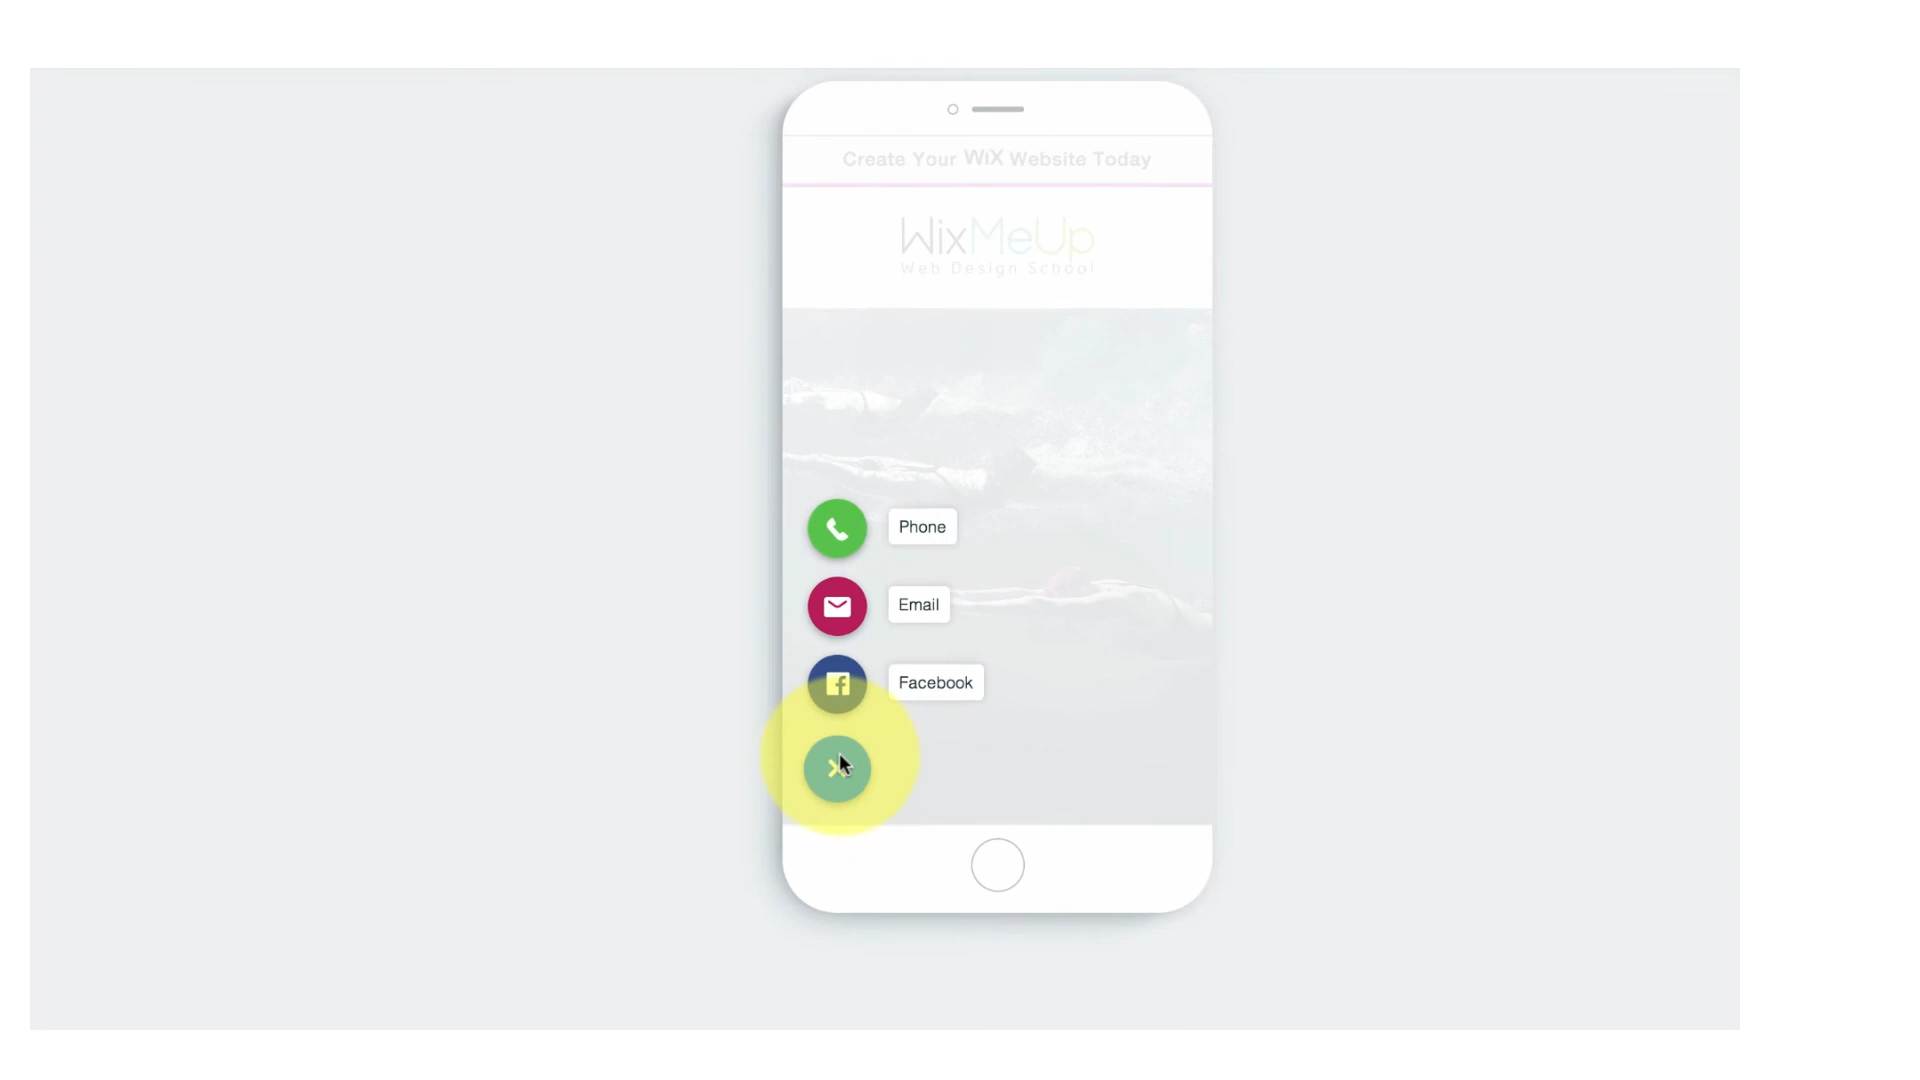 Create Your WiX Website Today
WixMeUp
Web Design School
Phone
Email
Facebook